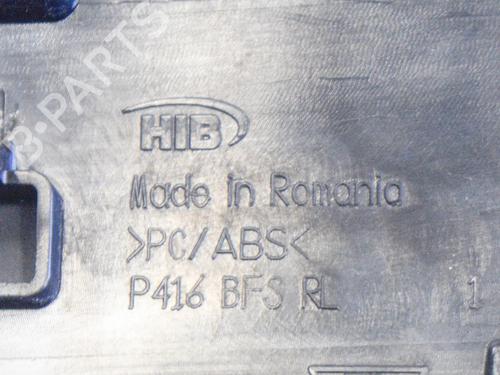 B-PARTS
HIB
Made in Romania
>PC/ABS<
P416 BFS RL 1